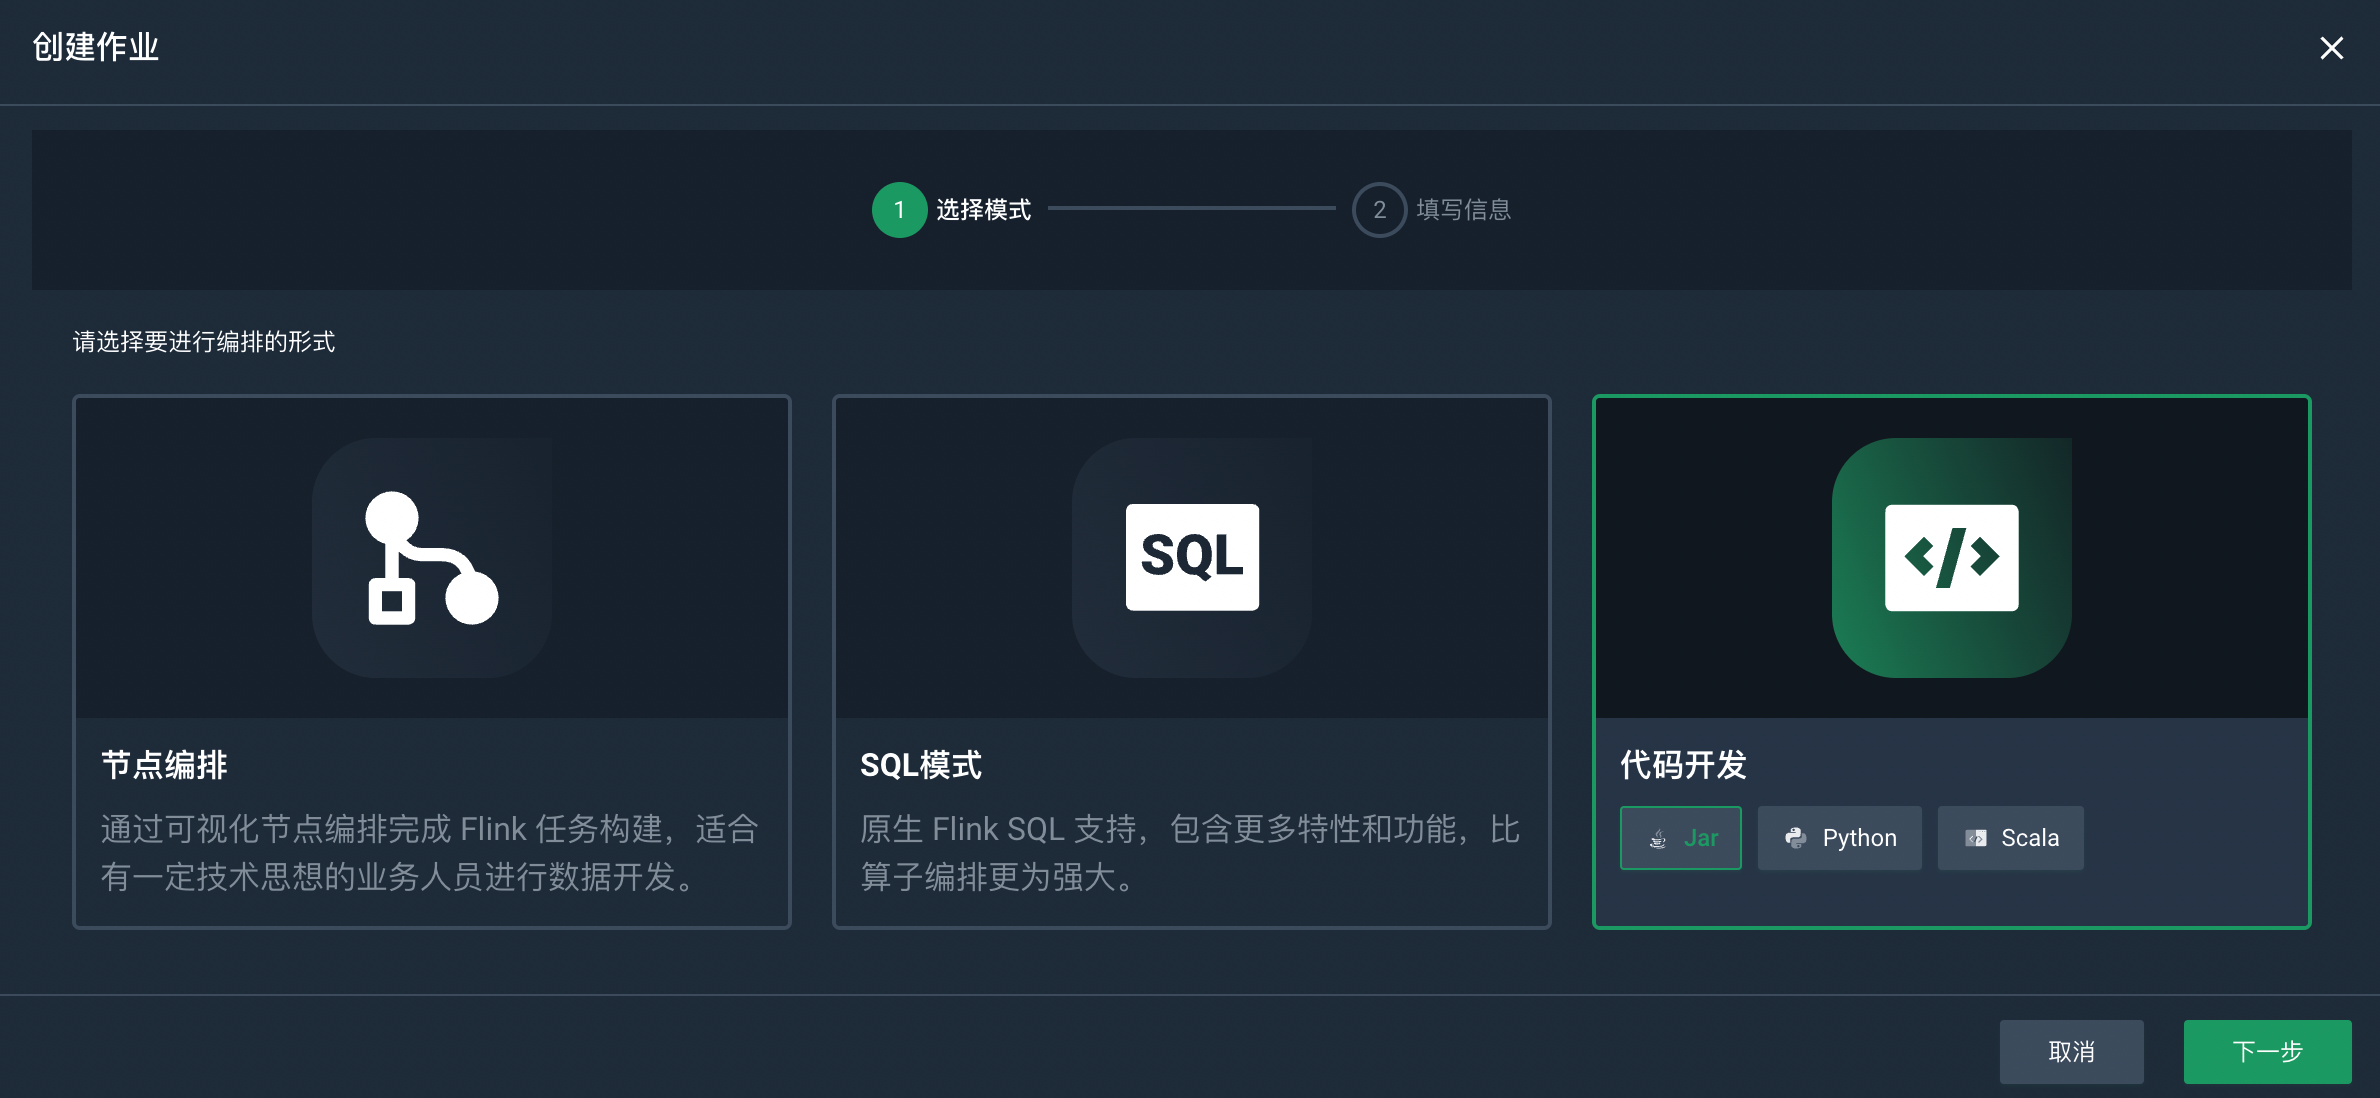 创建作业
1 选择模式 2 填写信息
请选择要进行编排的形式
节点编排
通过可视化节点编排完成 Flink 任务构建，适合
有一定技术思想的业务人员进行数据开发。
SQL
SQL模式
原生 Flink SQL 支持，包含更多特性和功能，比
算子编排更为强大。
</>
代码开发
Jar Python Scala
取消 下一步